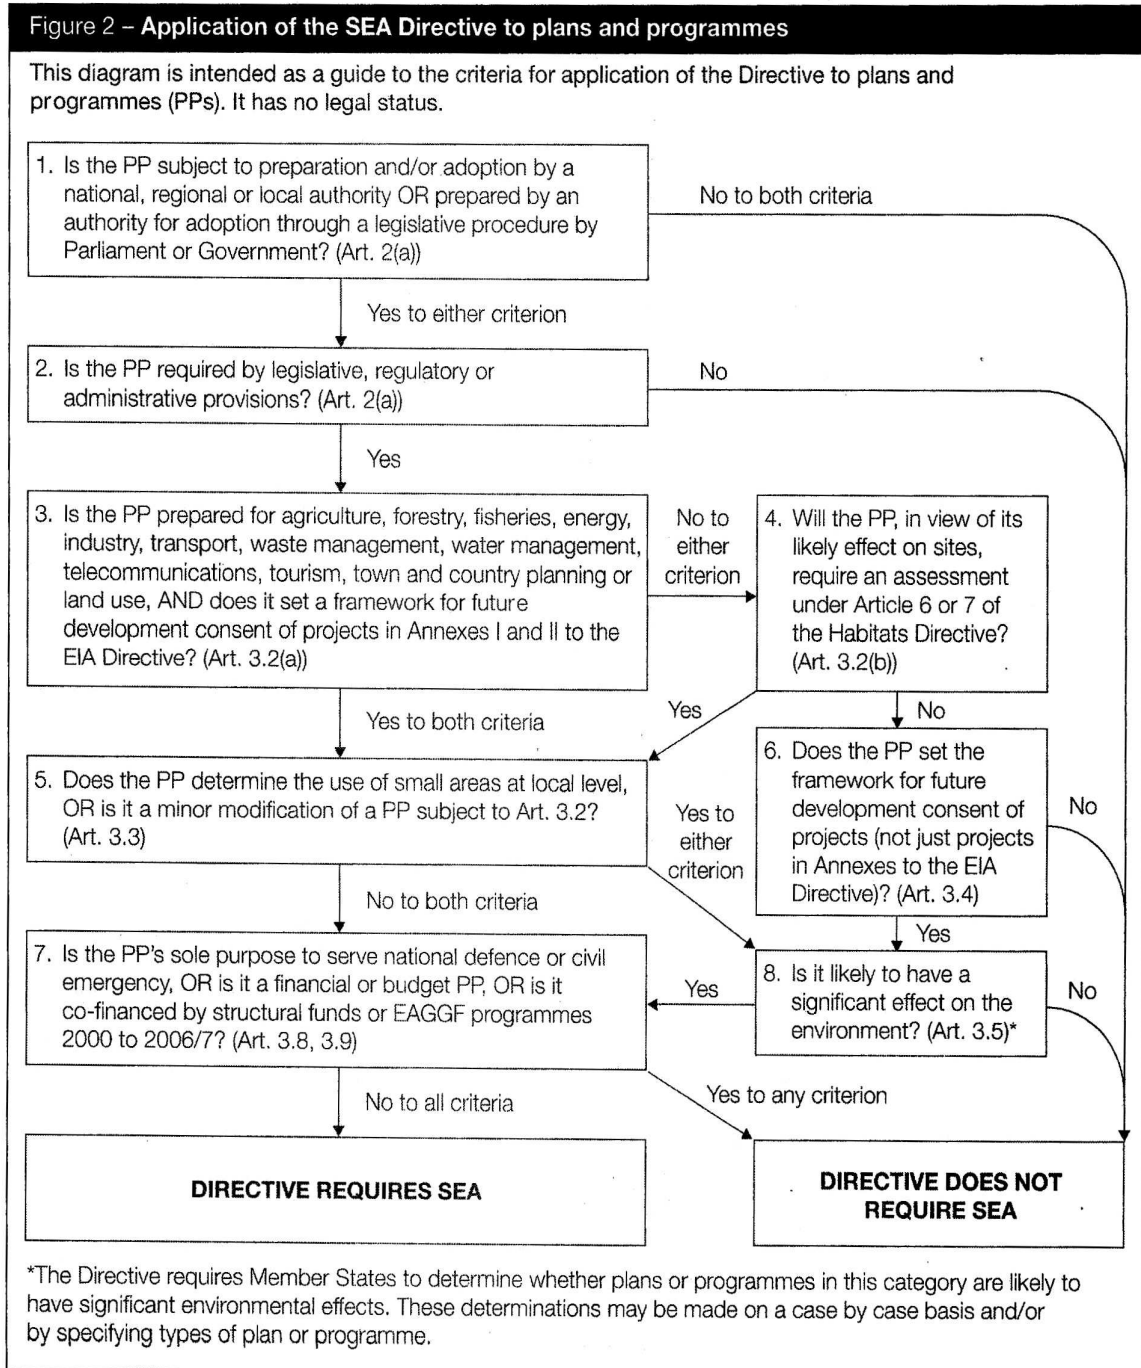 Figure 2 – Application of the SEA Directive to plans and programmes
This diagram is intended as a guide to the criteria for application of the Directive to plans and
programmes (PPs). It has no legal status.
1. Is the PP subject to preparation and/or adoption by a
national, regional or local authority OR prepared by an
authority for adoption through a legislative procedure by
Parliament or Government? (Art. 2(a))
No to both criteria
Yes to either criterion
2. Is the PP required by legislative, regulatory or
administrative provisions? (Art. 2(a))
No
Yes
3. Is the PP prepared for agriculture, forestry, fisheries, energy,
industry, transport, waste management, water management,
telecommunications, tourism, town and country planning or
land use, AND does it set a framework for future
development consent of projects in Annexes I and II to the
EIA Directive? (Art. 3.2(a))
No to
either
criterion
4. Will the PP, in view of its
likely effect on sites,
require an assessment
under Article 6 or 7 of
the Habitats Directive?
(Art. 3.2(b))
Yes to both criteria
Yes
No
5. Does the PP determine the use of small areas at local level,
OR is it a minor modification of a PP subject to Art. 3.2?
(Art. 3.3)
Yes to
either
criterion
6. Does the PP set the
framework for future
development consent of
projects (not just projects
in Annexes to the EIA
Directive)? (Art. 3.4)
No
No to both criteria
Yes
7. Is the PP's sole purpose to serve national defence or civil
emergency, OR is it a financial or budget PP, OR is it
co-financed by structural funds or EAGGF programmes
2000 to 2006/7? (Art. 3.8, 3.9)
Yes
8. Is it likely to have a
significant effect on the
environment? (Art. 3.5)*
No
No to all criteria
Yes to any criterion
DIRECTIVE REQUIRES SEA
DIRECTIVE DOES NOT
REQUIRE SEA
*The Directive requires Member States to determine whether plans or programmes in this category are likely to
have significant environmental effects. These determinations may be made on a case by case basis and/or
by specifying types of plan or programme.